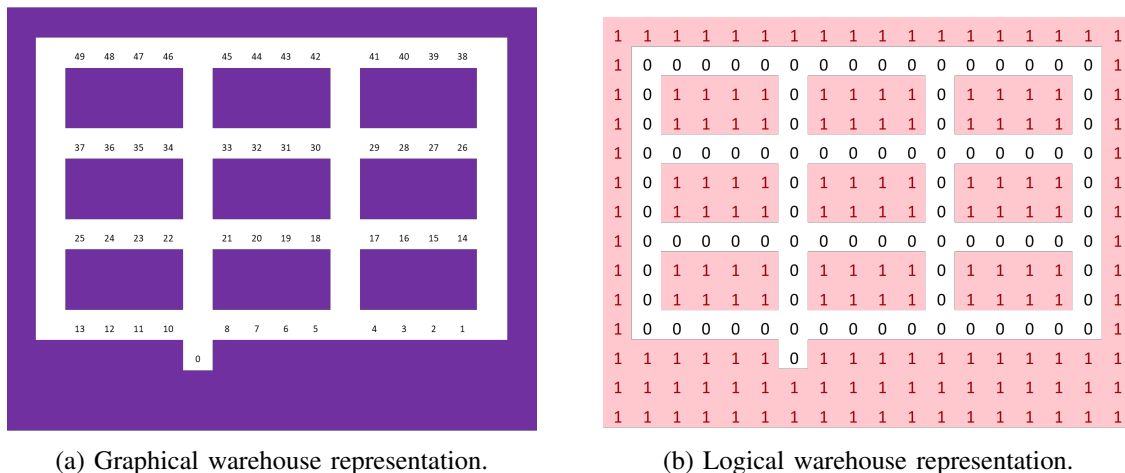 49 48 47 46 45 44 43 42 41 40 39 38
37 36 35 34 33 32 31 30 29 28 27 26
25 24 23 22 21 20 19 18 17 16 15 14
13 12 11 10 8 7 6 5 4 3 2 1
0
(a) Graphical warehouse representation.
1 1 1 1 1 1 1 1 1 1 1 1 1 1 1 1 1 1
1 0 0 0 0 0 0 0 0 0 0 0 0 0 0 0 0 1
1 0 1 1 1 1 0 1 1 1 1 0 1 1 1 1 0 1
1 0 1 1 1 1 0 1 1 1 1 0 1 1 1 1 0 1
1 0 0 0 0 0 0 0 0 0 0 0 0 0 0 0 0 1
1 0 1 1 1 1 0 1 1 1 1 0 1 1 1 1 0 1
1 0 1 1 1 1 0 1 1 1 1 0 1 1 1 1 0 1
1 0 0 0 0 0 0 0 0 0 0 0 0 0 0 0 0 1
1 0 1 1 1 1 0 1 1 1 1 0 1 1 1 1 0 1
1 0 1 1 1 1 0 1 1 1 1 0 1 1 1 1 0 1
1 0 0 0 0 0 0 0 0 0 0 0 0 0 0 0 0 1
1 1 1 1 1 1 0 1 1 1 1 1 1 1 1 1 1 1
1 1 1 1 1 1 1 1 1 1 1 1 1 1 1 1 1 1
1 1 1 1 1 1 1 1 1 1 1 1 1 1 1 1 1 1
(b) Logical warehouse representation.